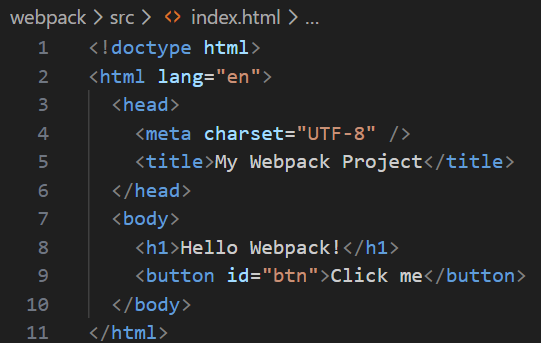 webpack > src > <> index.html > ...
1 <!doctype html>
2 <html lang="en">
3 <head>
4 <meta charset="UTF-8" />
5 <title>My Webpack Project</title>
6 </head>
7 <body>
8 <h1>Hello Webpack!</h1>
9 <button id="btn">Click me</button>
10 </body>
11 </html>